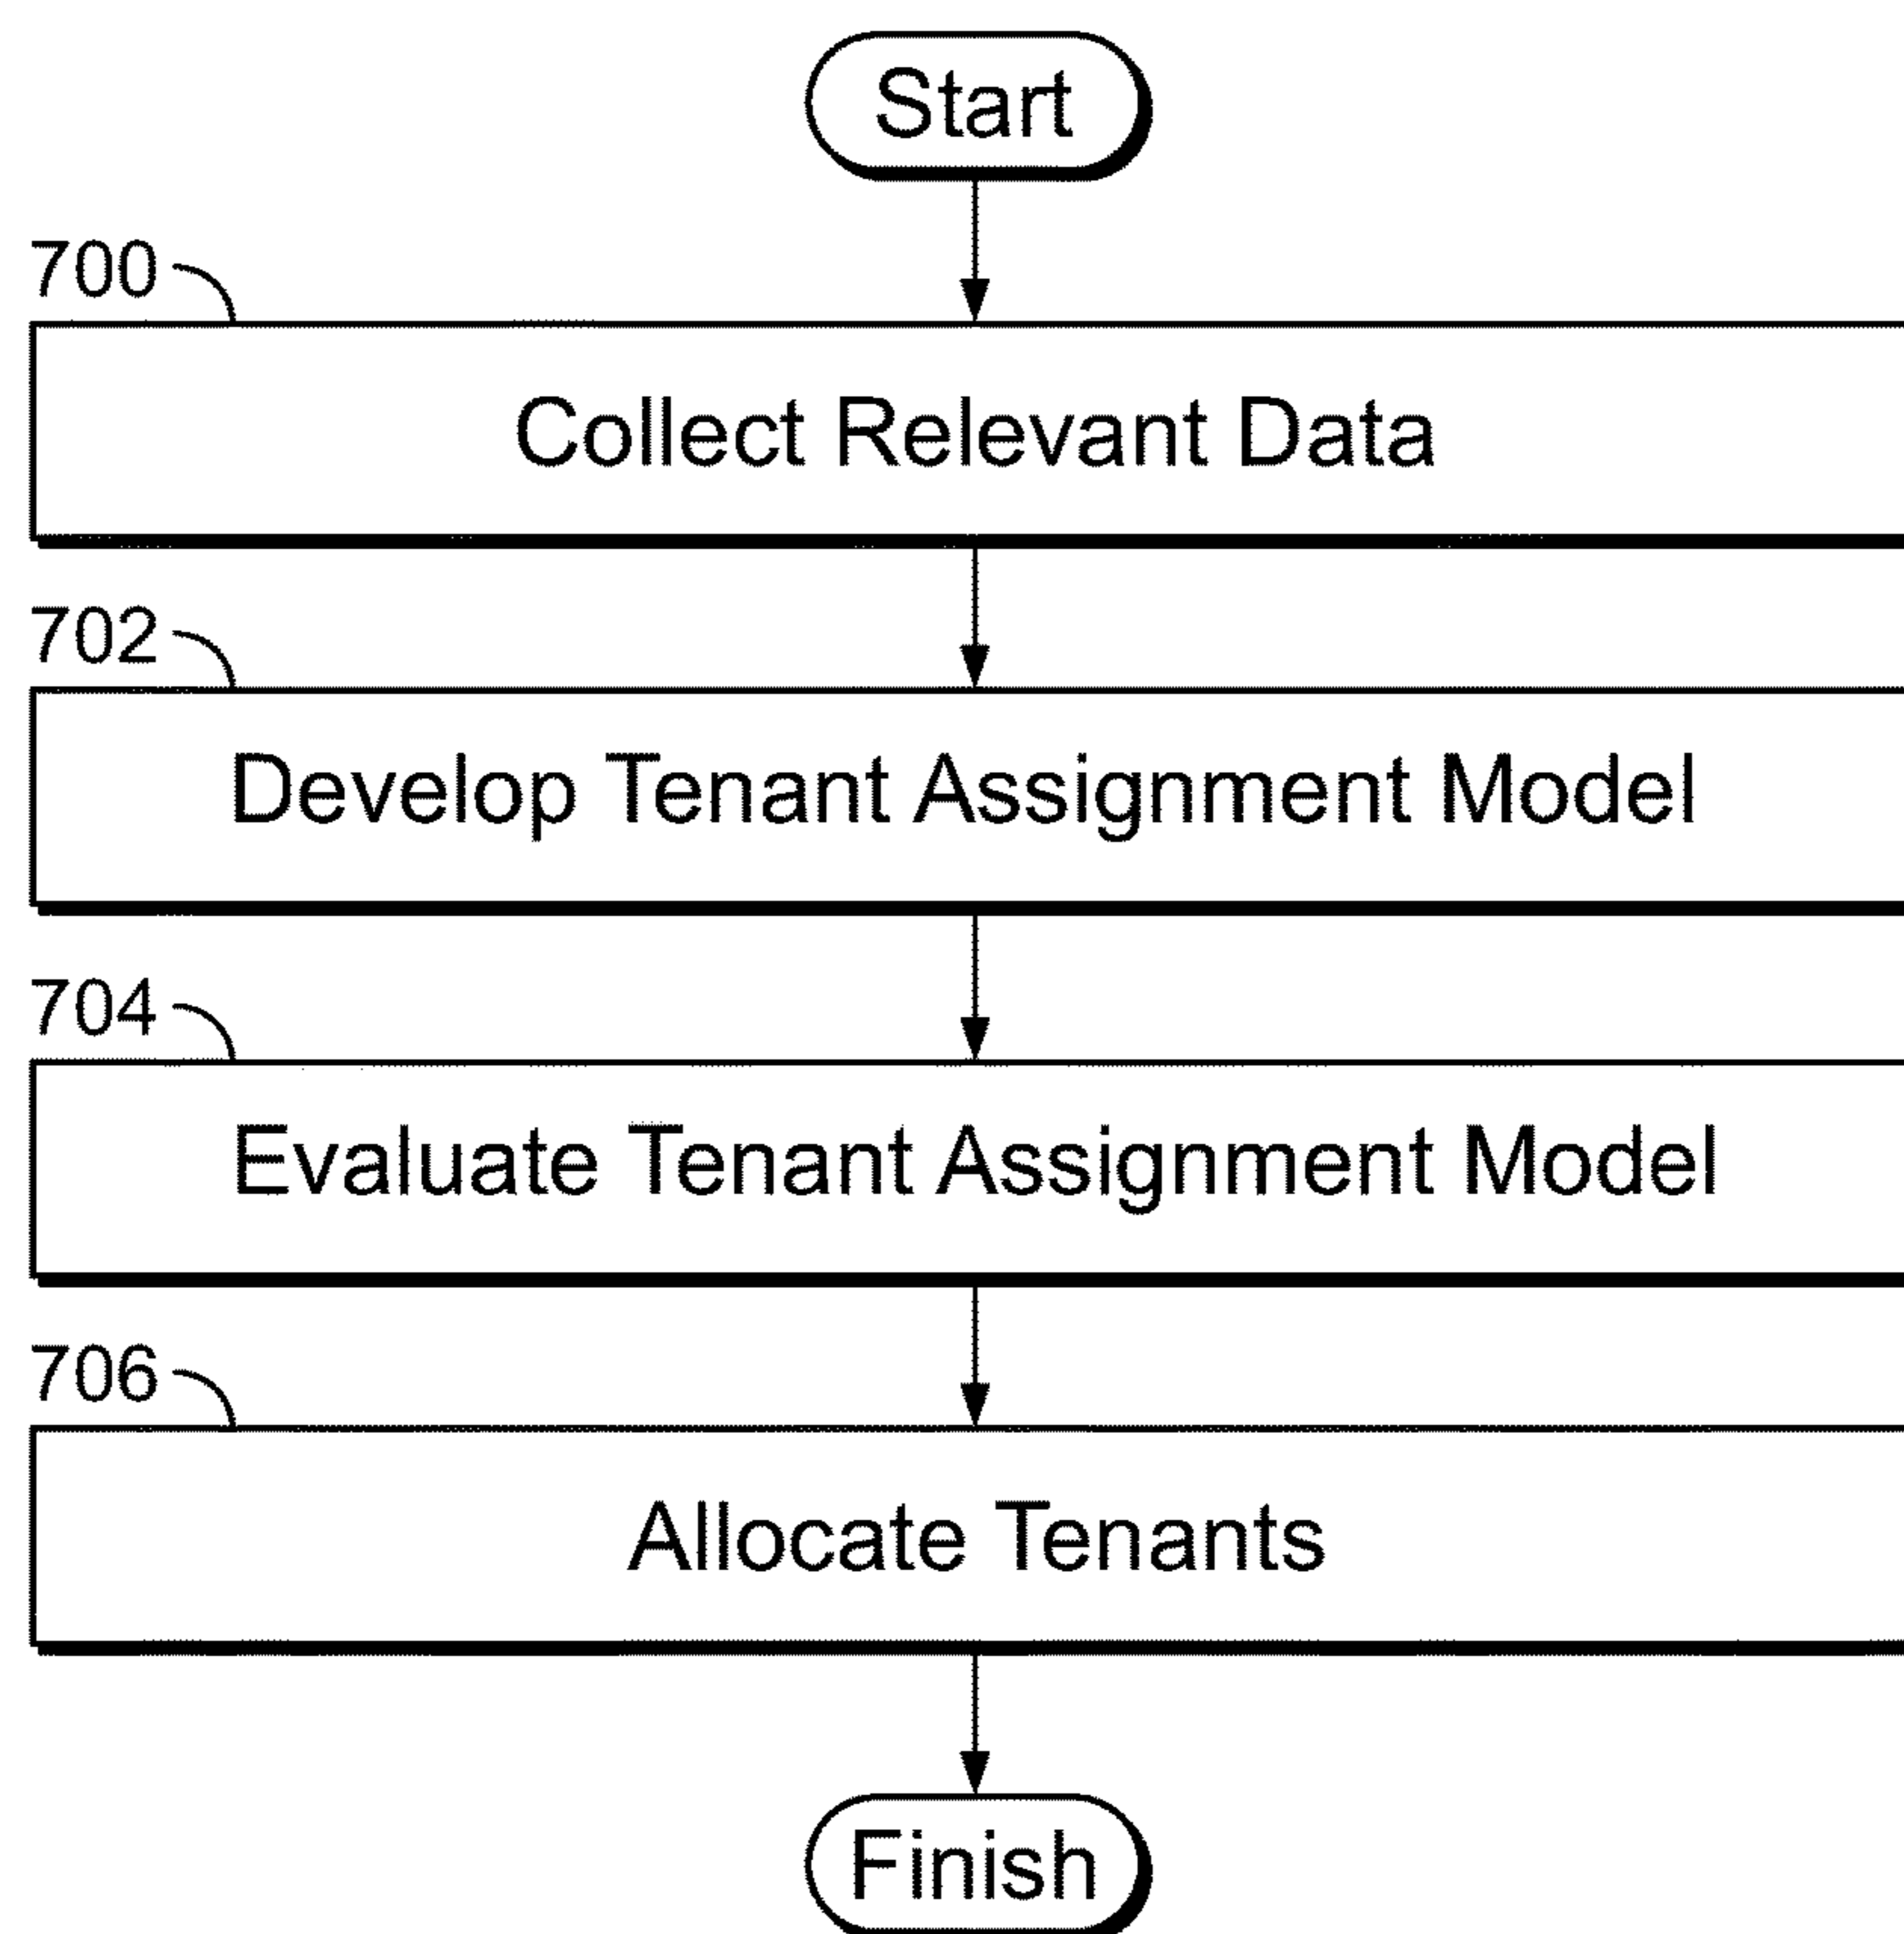 Start
700
Collect Relevant Data
702
Develop Tenant Assignment Model
704
Evaluate Tenant Assignment Model
706
Allocate Tenants
Finish